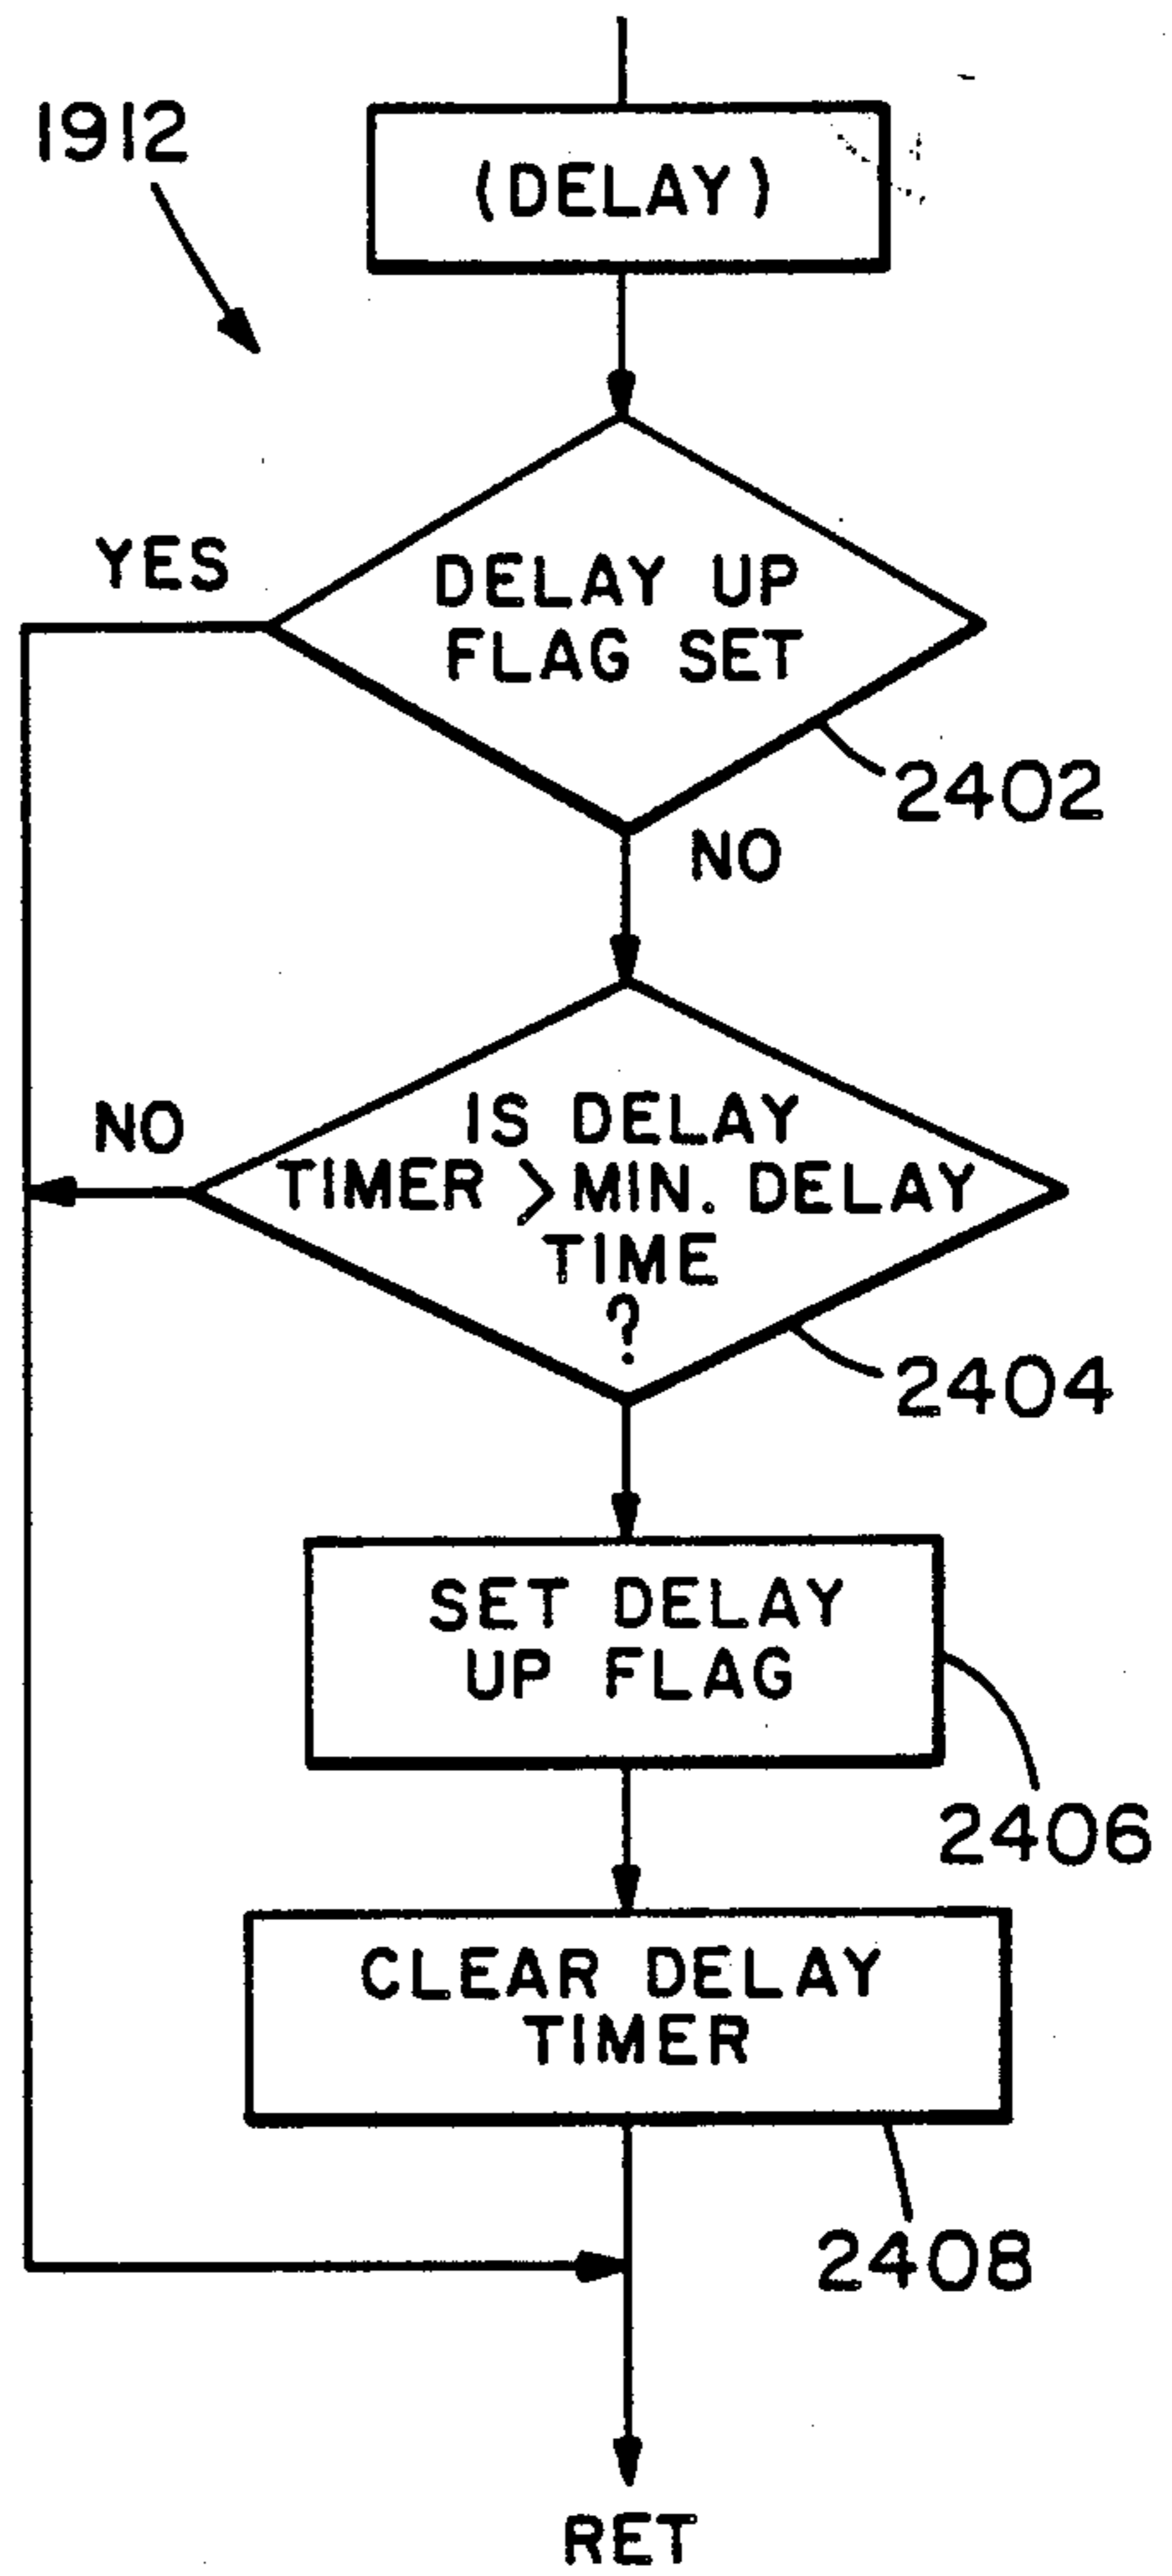 1912
(DELAY)
YES
DELAY UP
FLAG SET
2402
NO
NO
IS DELAY
TIMER > MIN. DELAY
TIME
?
2404
SET DELAY
UP FLAG
2406
CLEAR DELAY
TIMER
2408
RET